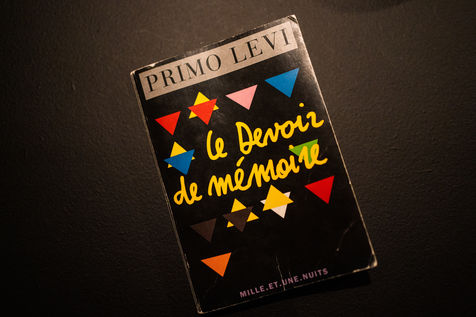 PRIMO LEVI
Le Devoir
de mémoire
MILLE.ET.UNE.NUITS